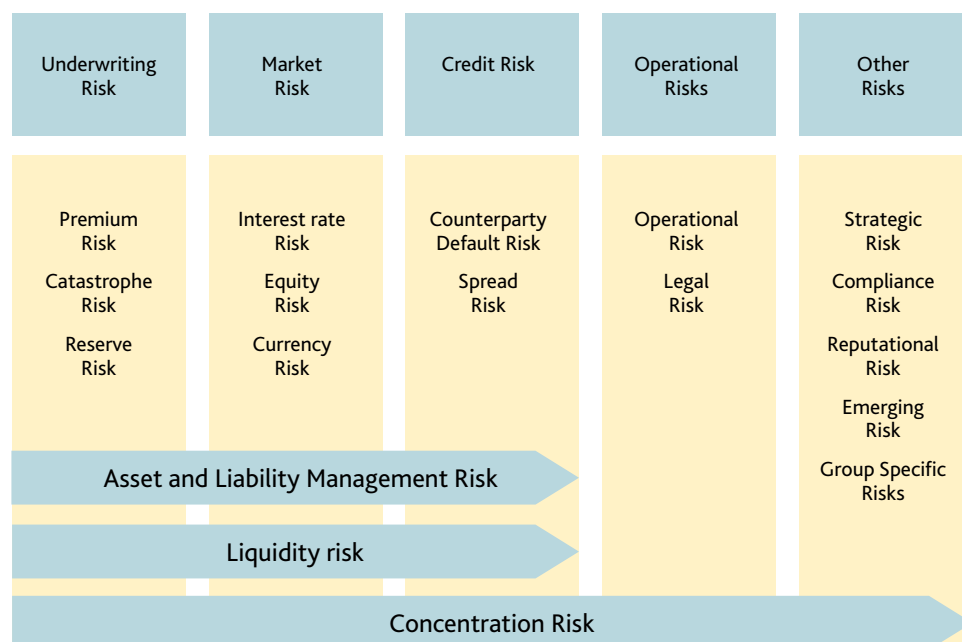 Underwriting
Risk
Market
Risk
Credit Risk
Operational
Risks
Other
Risks
Premium
Risk
Catastrophe
Risk
Reserve
Risk
Interest rate
Risk
Equity
Risk
Currency
Risk
Counterparty
Default Risk
Spread
Risk
Operational
Risk
Legal
Risk
Strategic
Risk
Compliance
Risk
Reputational
Risk
Emerging
Risk
Group Specific
Risks
Asset and Liability Management Risk
Liquidity risk
Concentration Risk